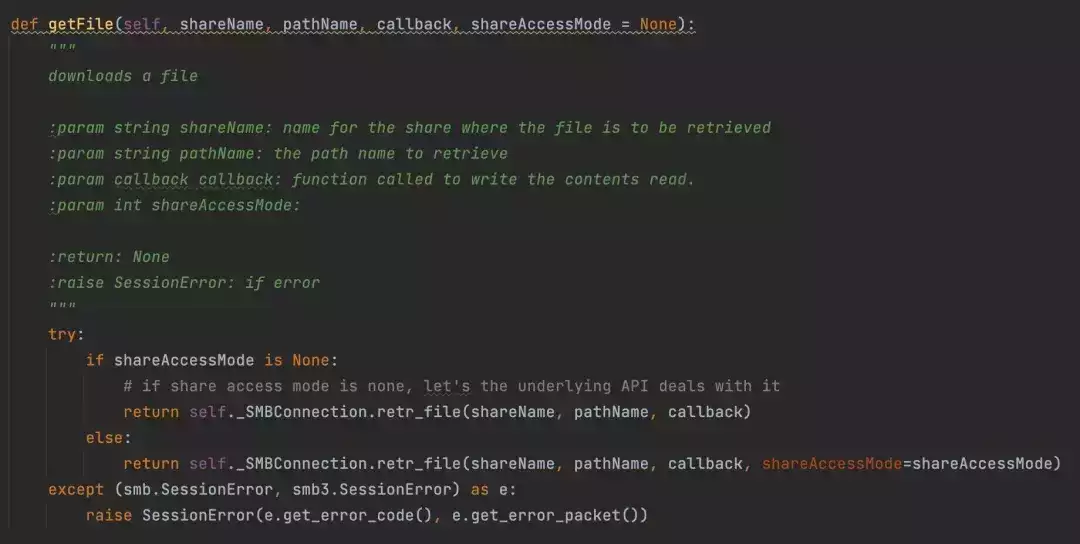 def getFile(self, shareName, pathName, callback, shareAccessMode = None):
"""
downloads a file
:param string shareName: name for the share where the file is to be retrieved
:param string pathName: the path name to retrieve
:param callback callback: function called to write the contents read.
:param int shareAccessMode:
:return: None
:raise SessionError: if error
"""
try:
if shareAccessMode is None:
# if share access mode is none, let's the underlying API deals with it
return self._SMBConnection.retr_file(shareName, pathName, callback)
else:
return self._SMBConnection.retr_file(shareName, pathName, callback, shareAccessMode=shareAccessMode)
except (smb.SessionError, smb3.SessionError) as e:
raise SessionError(e.get_error_code(), e.get_error_packet())